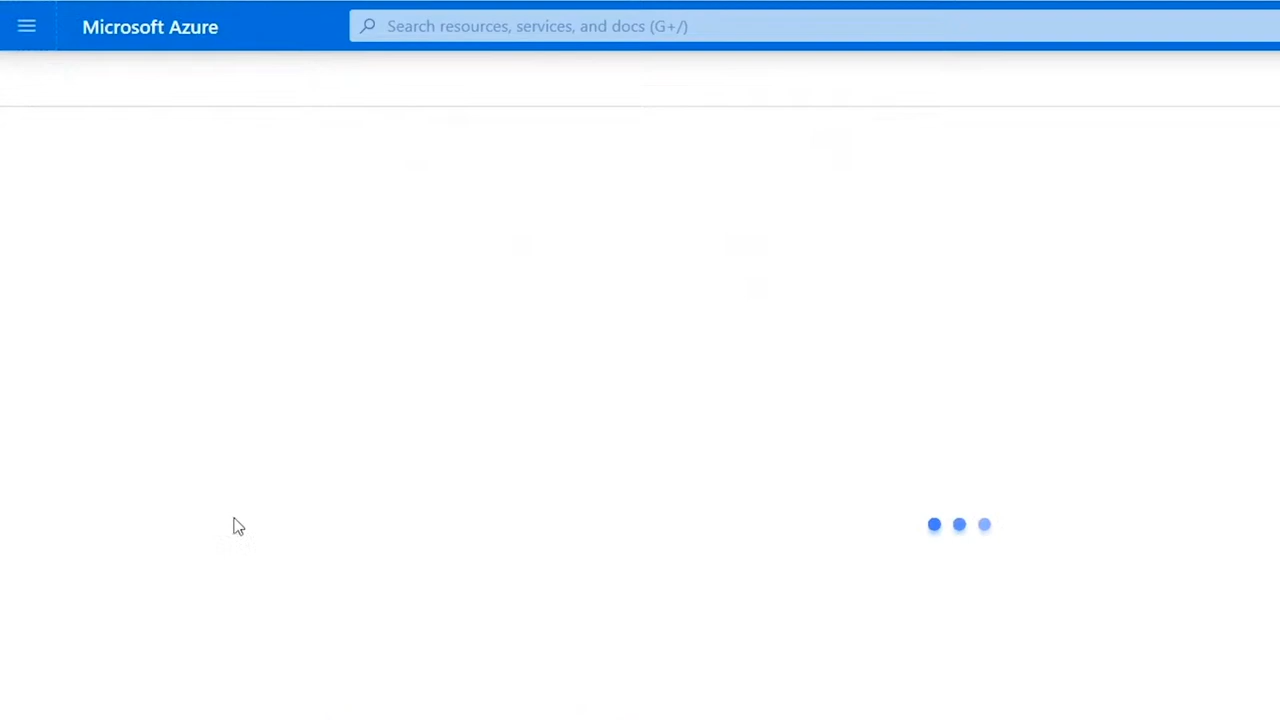 Microsoft Azure
Search resources, services, and docs (G+/)